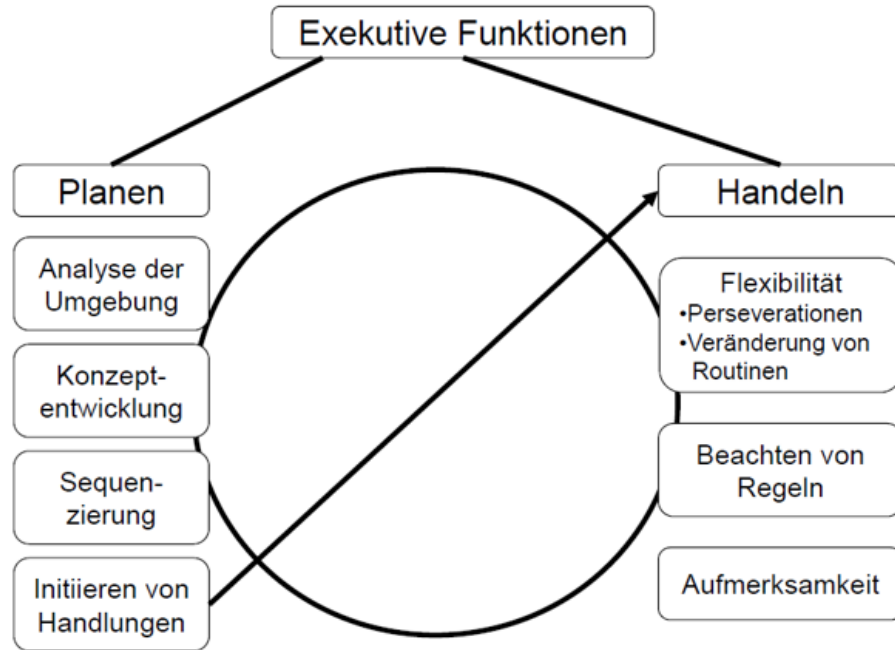 Exekutive Funktionen
Planen
Analyse der
Umgebung
Konzept-
entwicklung
Sequen-
zierung
Initiieren von
Handlungen
Handeln
Flexibilität
•Perseverationen
•Veränderung von
Routinen
Beachten von
Regeln
Aufmerksamkeit